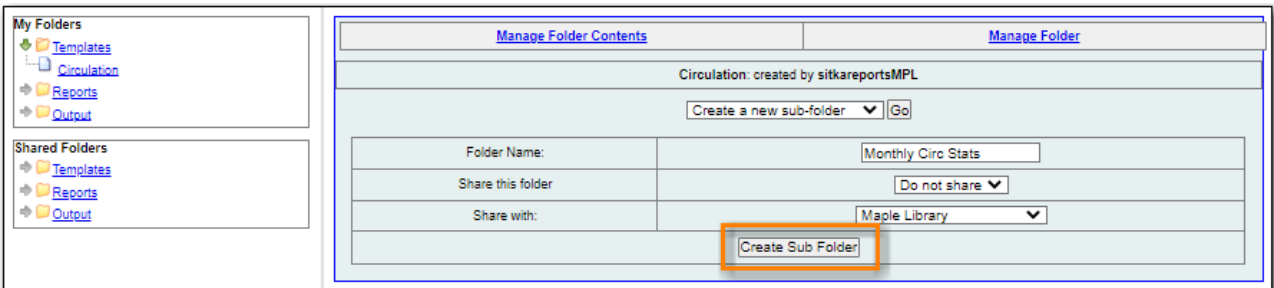 My Folders
Templates
Circulation
Reports
Output
Shared Folders
Templates
Reports
Output
Manage Folder Contents Manage Folder
Circulation: created by sitkareportsMPL
Create a new sub-folder Go
Folder Name: Monthly Circ Stats
Share this folder Do not share
Share with: Maple Library
Create Sub Folder